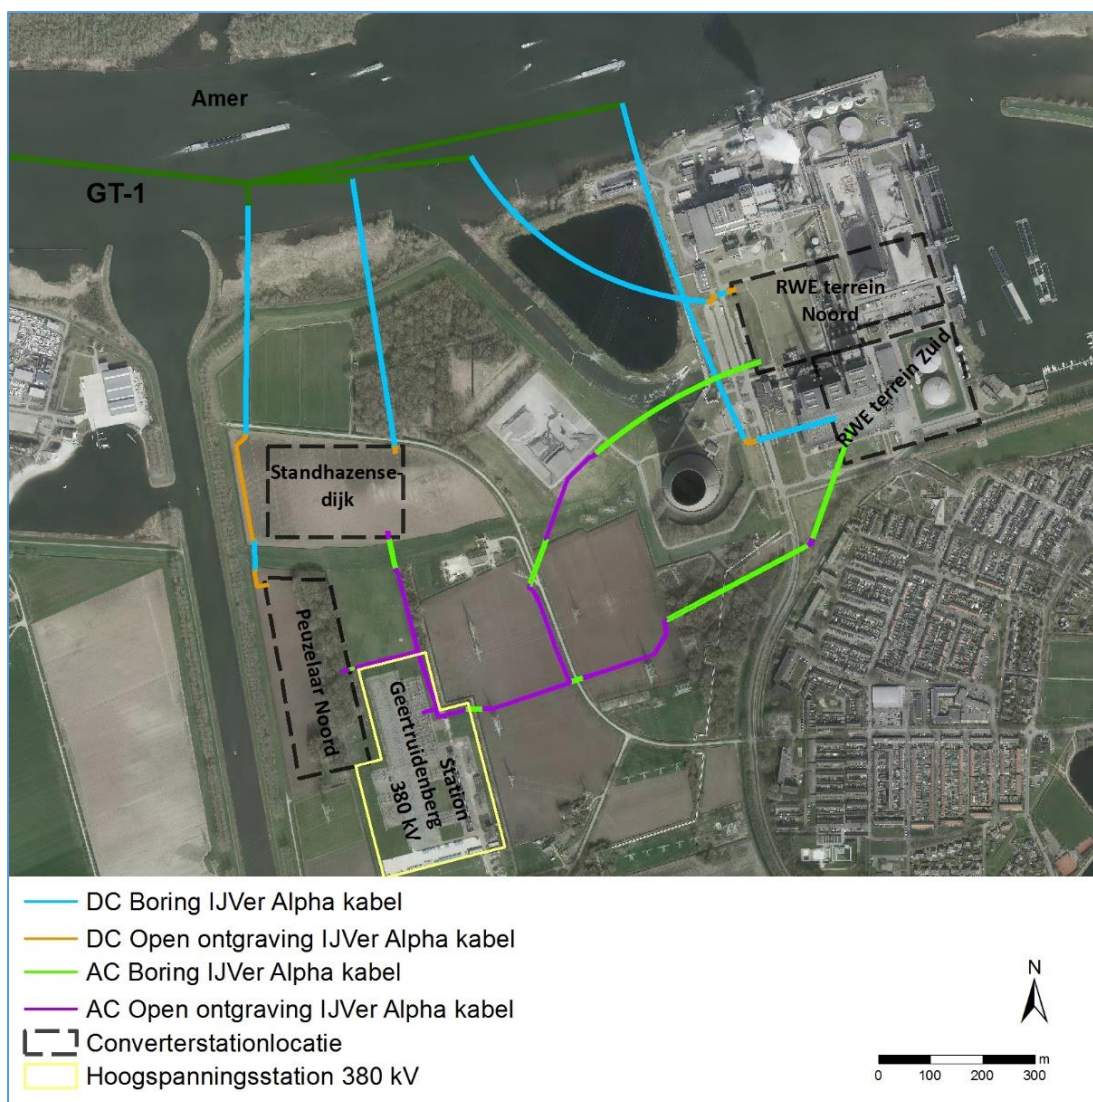 Amer
GT-1
RWE terrein
Noord
RWE terrein Zuid
Standhazense-
dijk
Peuzelaar Noord
Station
Geertruidenberg
380 kV
DC Boring IJVer Alpha kabel
DC Open ontgraving IJVer Alpha kabel
AC Boring IJVer Alpha kabel
AC Open ontgraving IJVer Alpha kabel
Converterstationlocatie
Hoogspanningsstation 380 kV
N
m
0 100 200 300